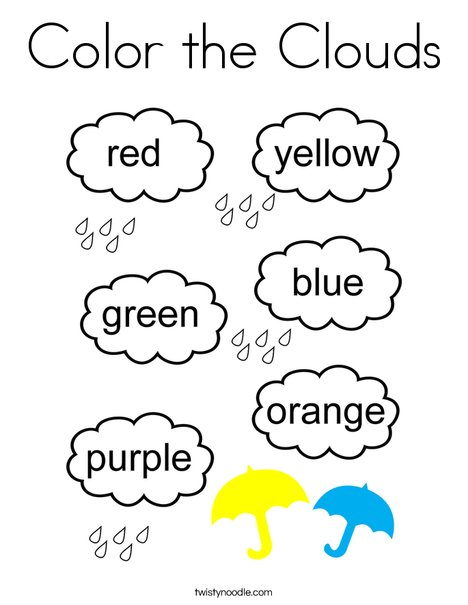 Color the Clouds
red
yellow
green
blue
purple
orange
twistynoodle.com